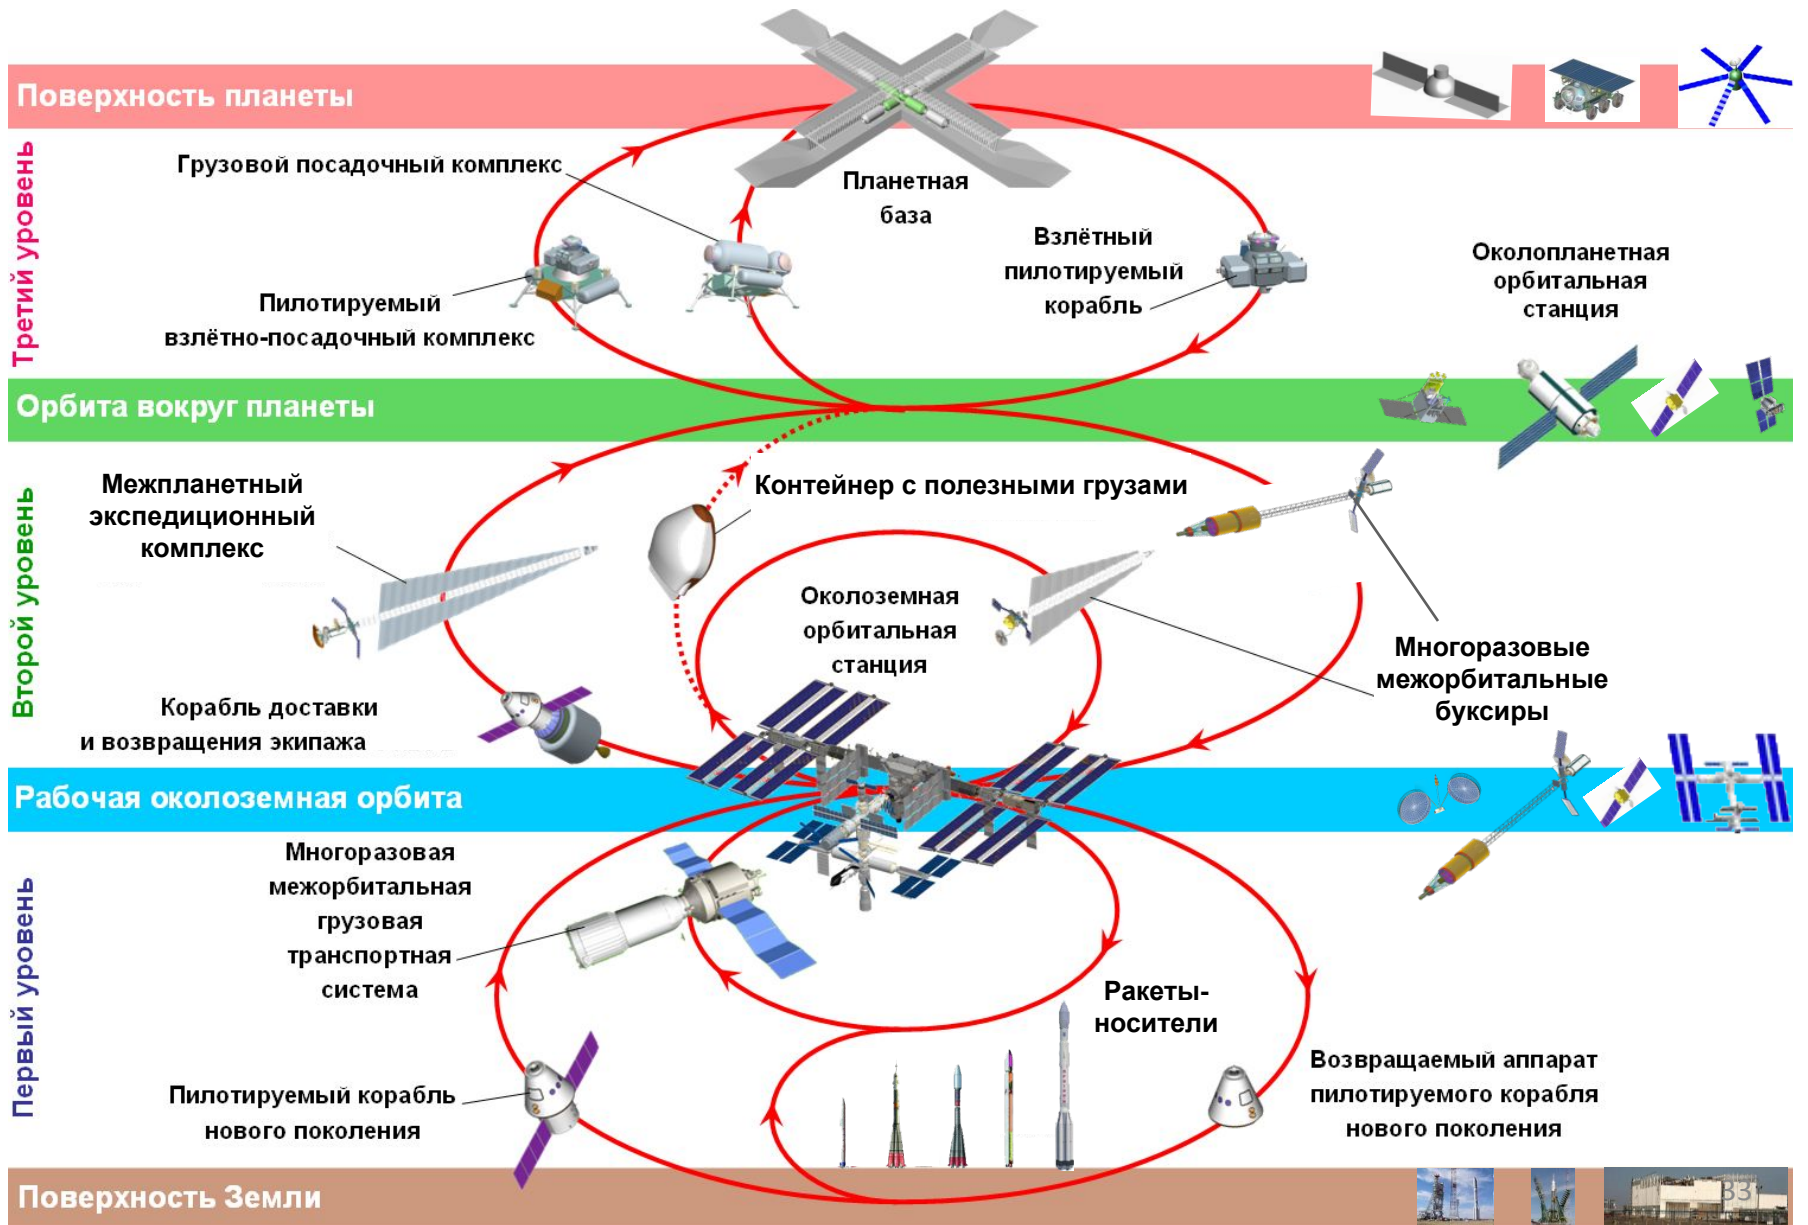 Поверхность планеты
Третий уровень
Грузовой посадочный комплекс
Планетная
база
Взлётный
пилотируемый
корабль
Пилотируемый
взлётно-посадочный комплекс
Околопланетная
орбитальная
станция
Орбита вокруг планеты
Второй уровень
Межпланетный
экспедиционный
комплекс
Контейнер с полезными грузами
Околоземная
орбитальная
станция
Многоразовые
межорбитальные
буксиры
Корабль доставки
и возвращения экипажа
Рабочая околоземная орбита
Первый уровень
Многоразовая
межорбитальная
грузовая
транспортная
система
Ракеты-
носители
Пилотируемый корабль
нового поколения
Возвращаемый аппарат
пилотируемого корабля
нового поколения
Поверхность Земли
33